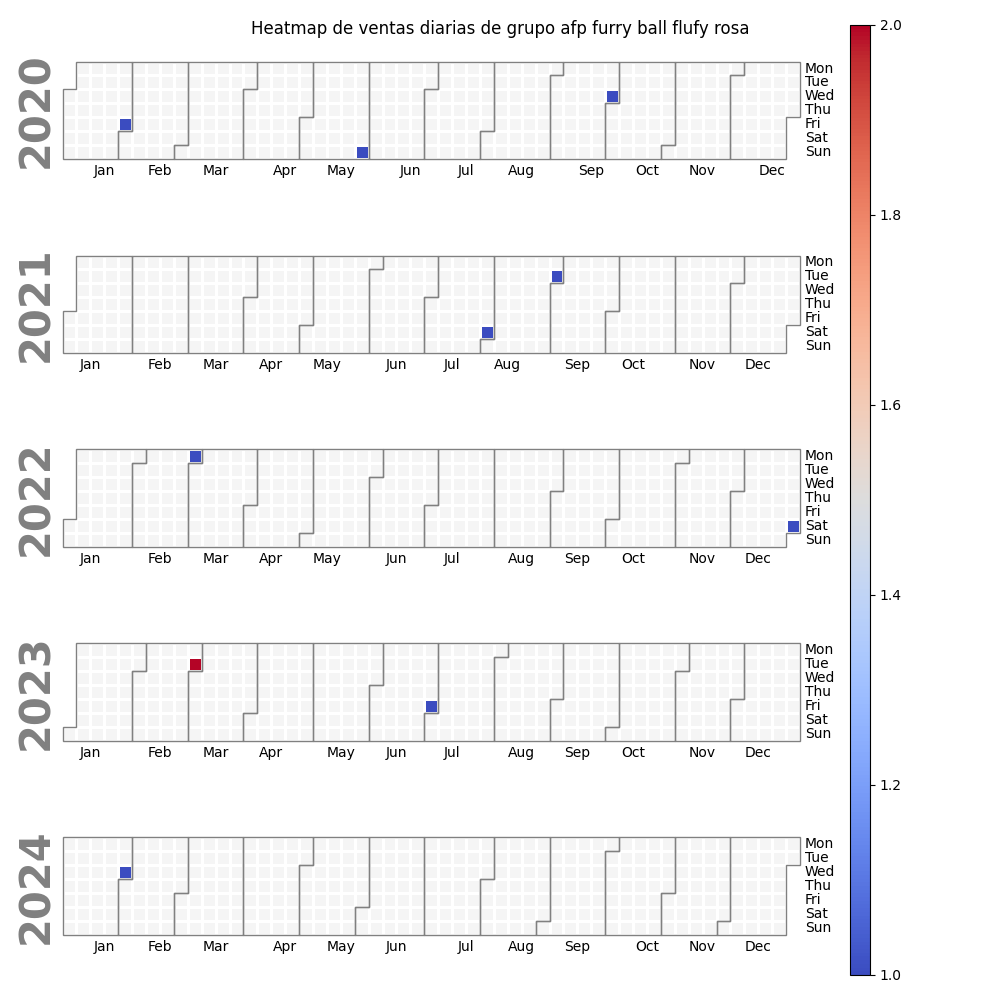 Heatmap de ventas diarias de grupo afp furry ball flufy rosa
2020
Mon
Tue
Wed
Thu
Fri
Sat
Sun
Jan Feb Mar Apr May Jun Jul Aug Sep Oct Nov Dec
2021
Mon
Tue
Wed
Thu
Fri
Sat
Sun
Jan Feb Mar Apr May Jun Jul Aug Sep Oct Nov Dec
2022
Mon
Tue
Wed
Thu
Fri
Sat
Sun
Jan Feb Mar Apr May Jun Jul Aug Sep Oct Nov Dec
2023
Mon
Tue
Wed
Thu
Fri
Sat
Sun
Jan Feb Mar Apr May Jun Jul Aug Sep Oct Nov Dec
2024
Mon
Tue
Wed
Thu
Fri
Sat
Sun
Jan Feb Mar Apr May Jun Jul Aug Sep Oct Nov Dec
2.0
1.8
1.6
1.4
1.2
1.0